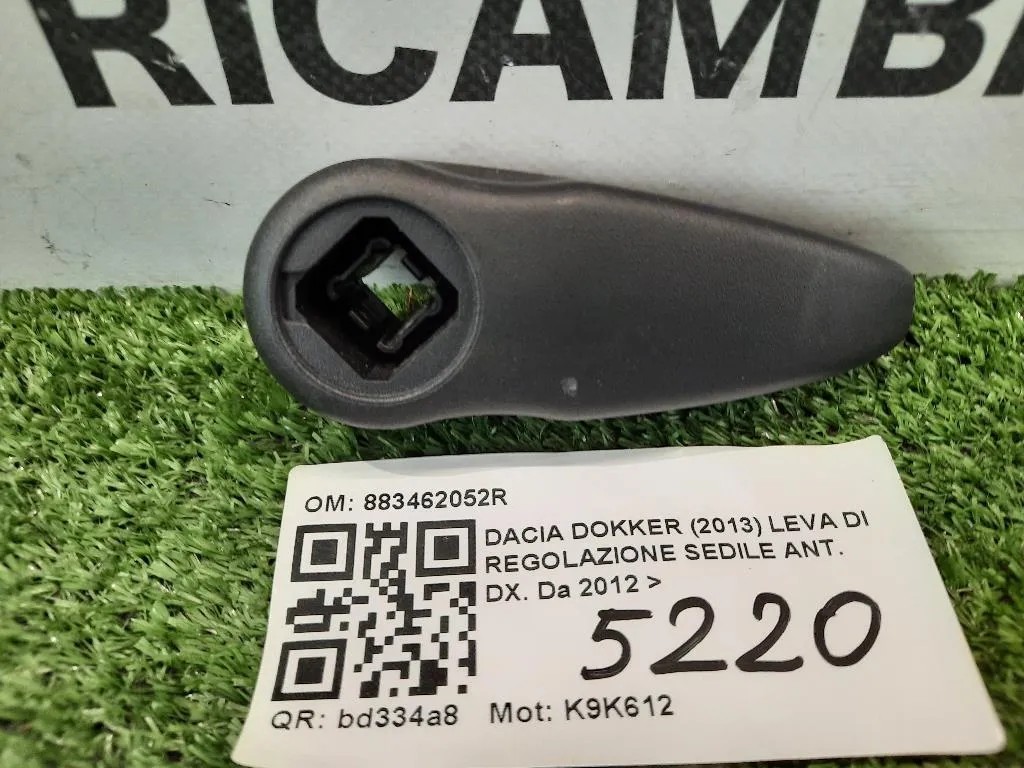 RICAMBI
OM: 883462052R
DACIA DOKKER (2013) LEVA DI
REGOLAZIONE SEDILE ANT.
DX. Da 2012 >
5220
QR: bd334a8 Mot: K9K612